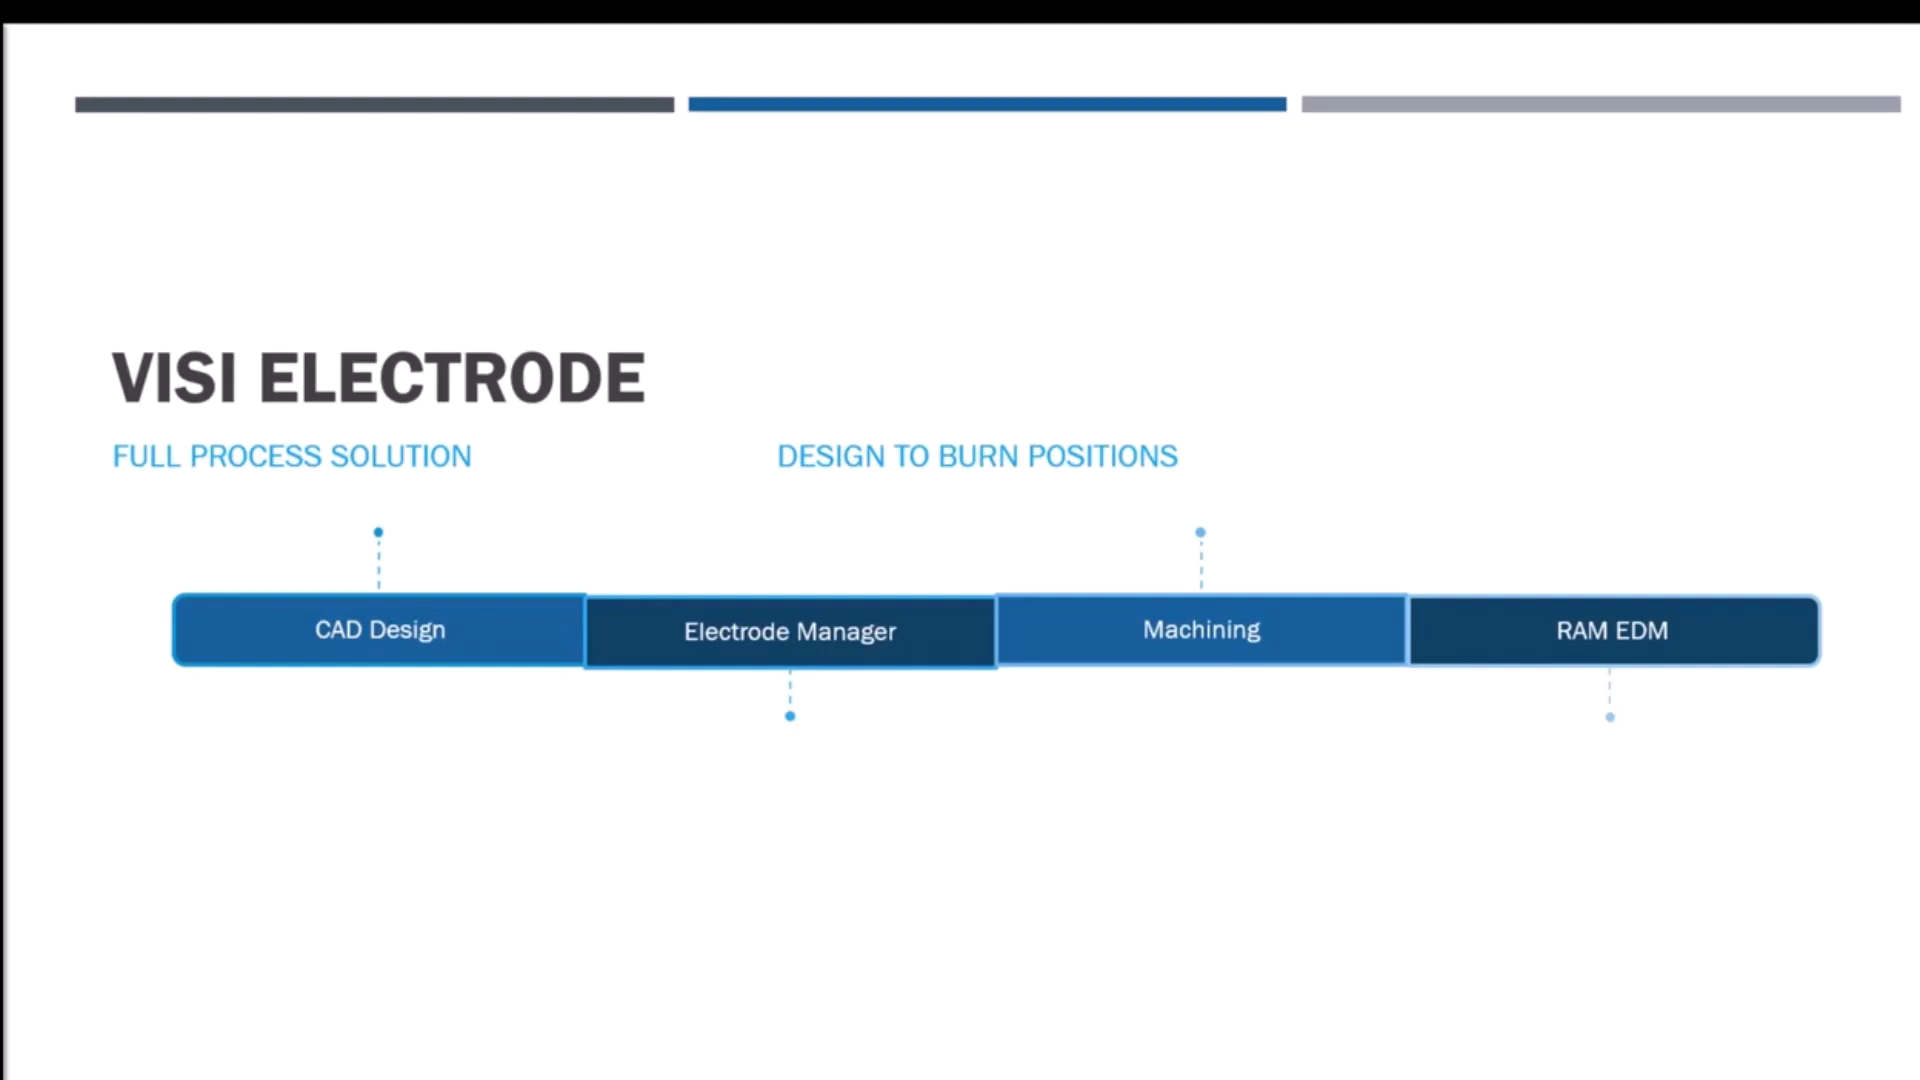 VISI ELECTRODE
FULL PROCESS SOLUTION DESIGN TO BURN POSITIONS
CAD Design Electrode Manager Machining RAM EDM